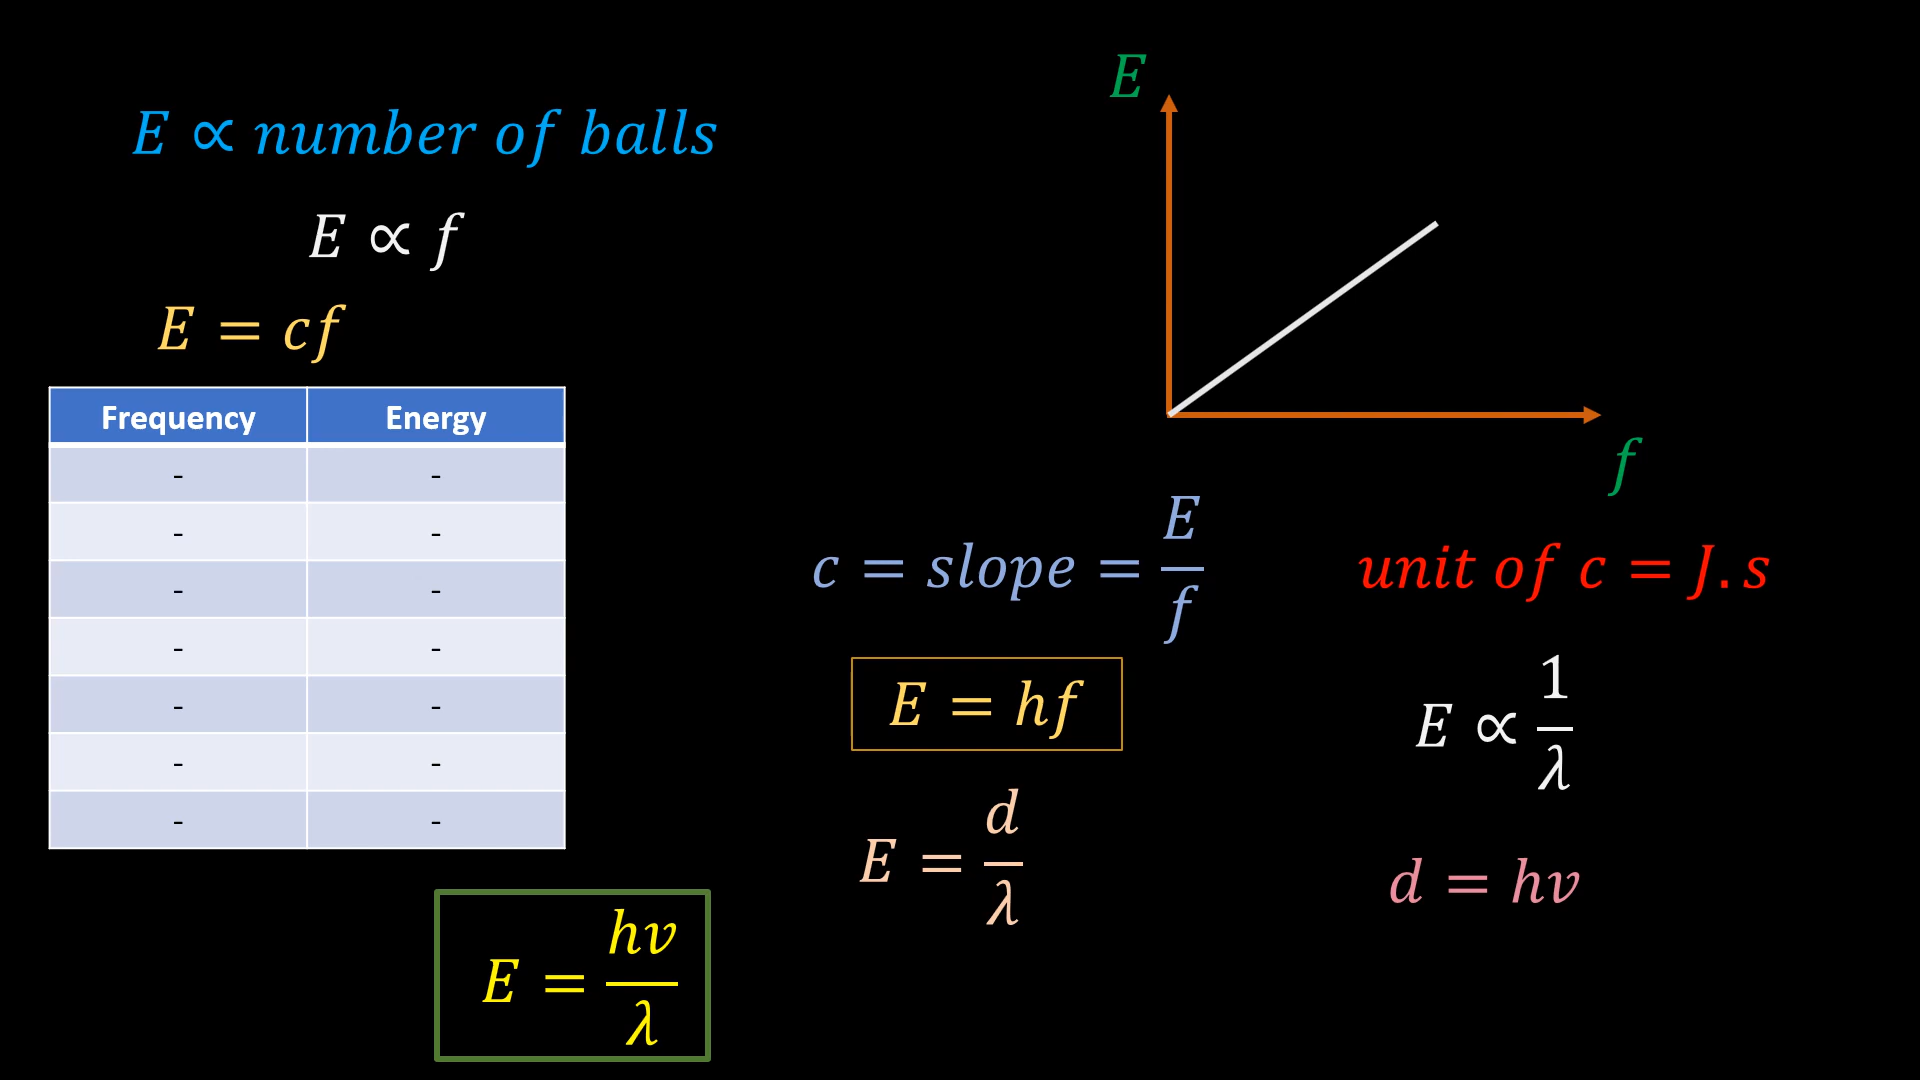 E ∝ number of balls
E ∝ f
E = cf
Frequency Energy
- -
- -
- -
- -
- -
- -
- -
E = hv/λ
E
f
c = slope = E/f
unit of c = J.s
E = hf
E ∝ 1/λ
E = d/λ
d = hv